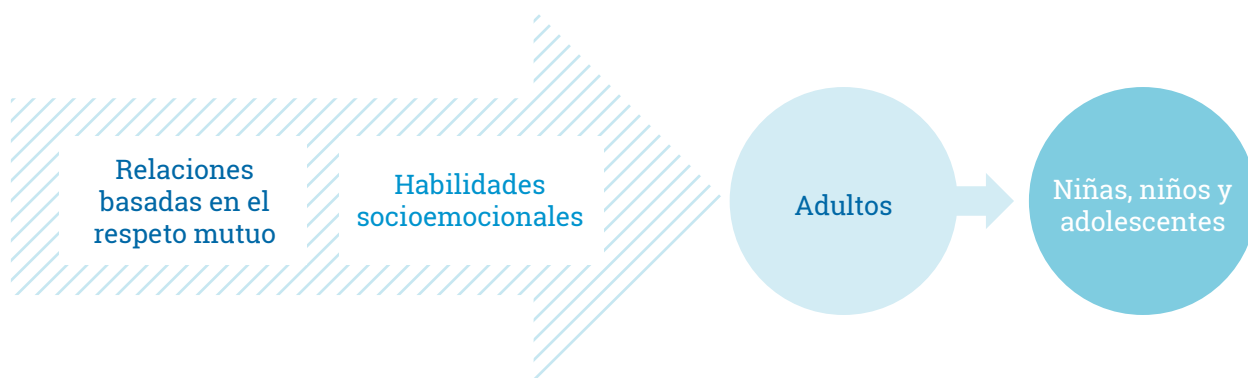 Relaciones
basadas en el
respeto mutuo
Habilidades
socioemocionales
Adultos
Niñas, niños y
adolescentes